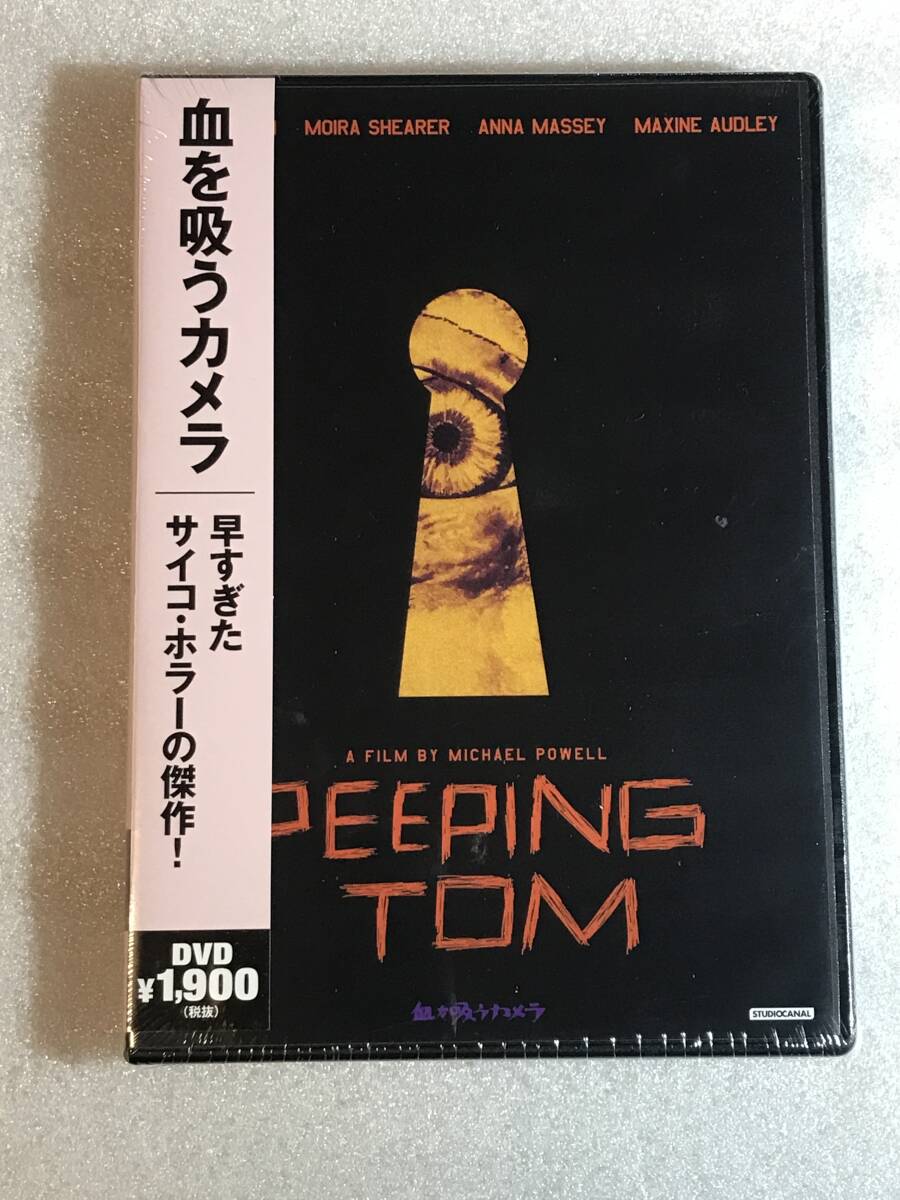 血を吸うカメラ
早すぎた
サイコ・ホラーの傑作！
DVD
¥1,900
（税抜）
MOIRA SHEARER ANNA MASSEY MAXINE AUDLEY
A FILM BY MICHAEL POWELL
PEEPING
TOM
血を吸うカメラ
STUDIOCANAL